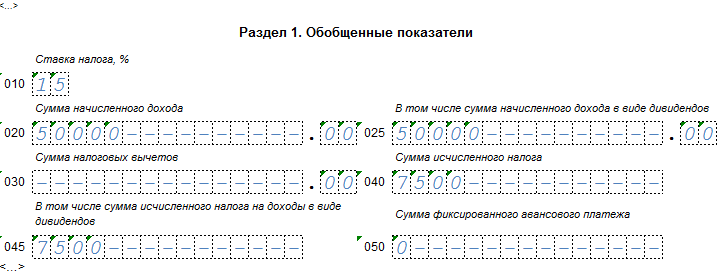 <...>
Раздел 1. Обобщенные показатели
Ставка налога, %
010 15
Сумма начисленного дохода
В том числе сумма начисленного дохода в виде дивидендов
020 50000–––––––––– . 00 025 50000–––––––––– . 00
Сумма налоговых вычетов
Сумма исчисленного налога
030 ––––––––––––––– . 00 040 7500–––––––––––
В том числе сумма исчисленного налога на доходы в виде
дивидендов
Сумма фиксированного авансового платежа
045 7500––––––––––– 050 0––––––––––––––
<...>